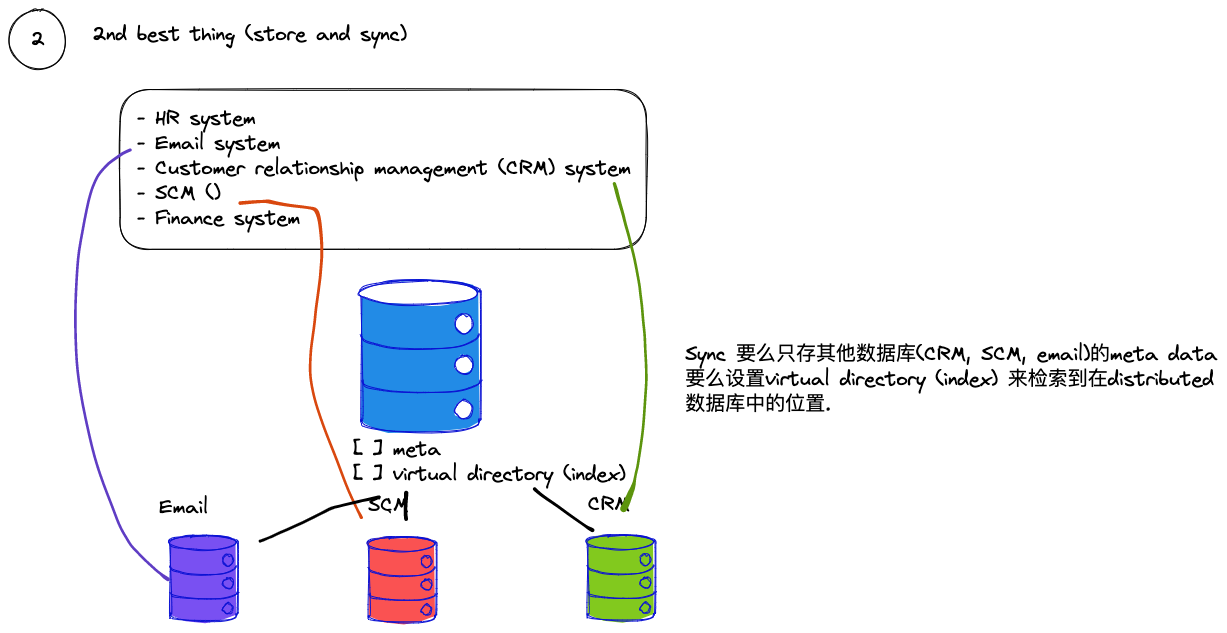 2
2nd best thing (store and sync)
- HR system
- Email system
- Customer relationship management (CRM) system
- SCM ()
- Finance system
Sync 要么只存其他数据库(CRM, SCM, email)的meta data
要么设置virtual directory (index) 来检索到在distributed
数据库中的位置.
[ ] meta
[ ] virtual directory (index)
Email
SCM
CRM